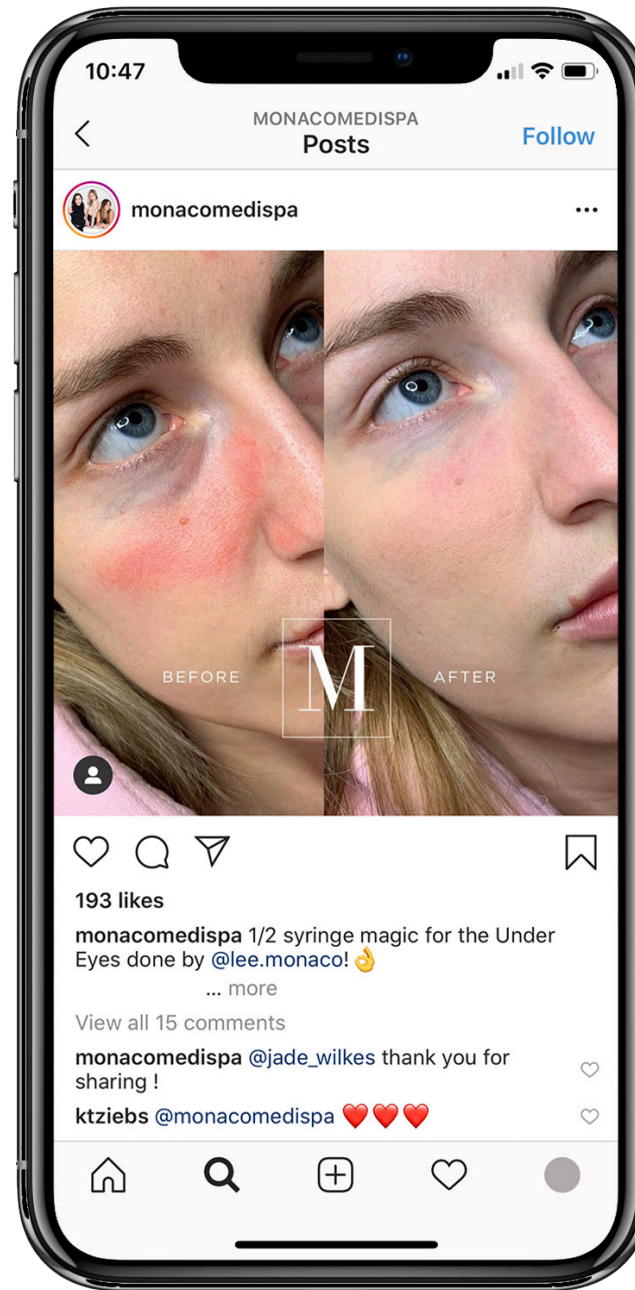 10:47
MONACOMEDISPA
Posts
Follow
monacomedispa
BEFORE
M
AFTER
193 likes
monacomedispa 1/2 syringe magic for the Under
Eyes done by @lee.monaco! 👌
... more
View all 15 comments
monacomedispa @jade_wilkes thank you for
sharing !
ktziebs @monacomedispa ❤️ ❤️ ❤️